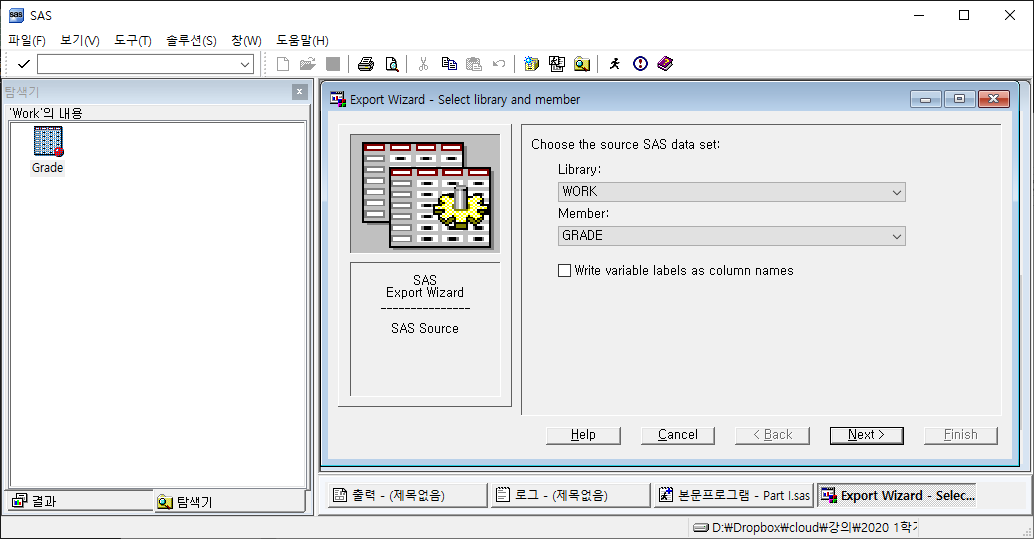 SAS
파일(F) 보기(V) 도구(T) 솔루션(S) 창(W) 도움말(H)
탐색기
'Work'의 내용
Grade
결과
탐색기
Export Wizard - Select library and member
SAS
Export Wizard
---------------
SAS Source
Choose the source SAS data set:
Library:
WORK
Member:
GRADE
Write variable labels as column names
Help Cancel < Back Next > Finish
출력 - (제목없음) 로그 - (제목없음) 본문프로그램 - Part I.sas Export Wizard - Selec...
D:₩Dropbox₩cloud₩강의₩2020 1학기